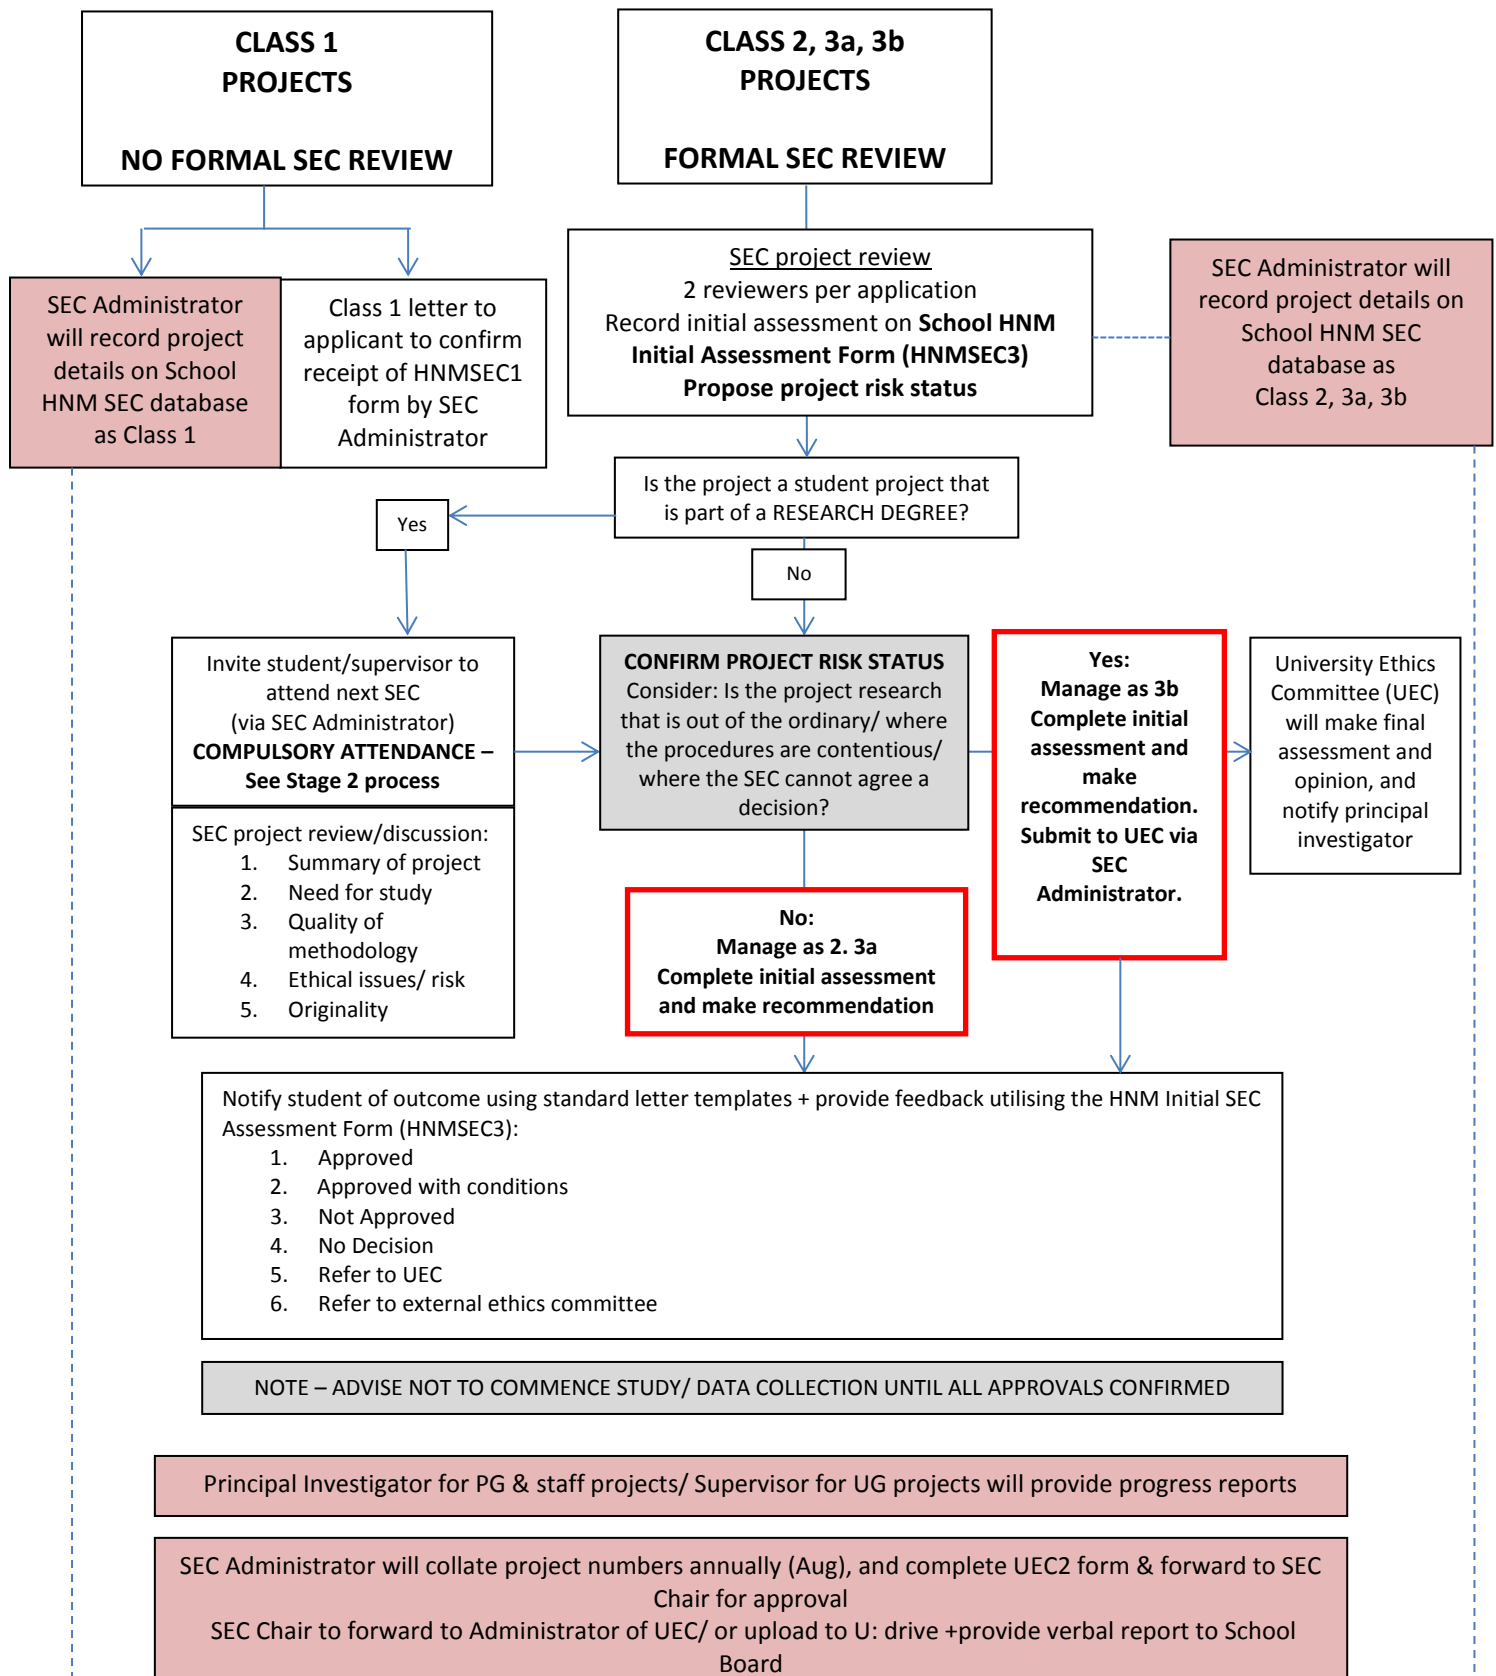 CLASS 1
PROJECTS
NO FORMAL SEC REVIEW
CLASS 2, 3a, 3b
PROJECTS
FORMAL SEC REVIEW
SEC Administrator
will record project
details on School
HNM SEC database
as Class 1
Class 1 letter to
applicant to confirm
receipt of HNMSEC1
form by SEC
Administrator
SEC project review
2 reviewers per application
Record initial assessment on School HNM
Initial Assessment Form (HNMSEC3)
Propose project risk status
SEC Administrator will
record project details on
School HNM SEC
database as
Class 2, 3a, 3b
Is the project a student project that
is part of a RESEARCH DEGREE?
Yes
No
Invite student/supervisor to
attend next SEC
(via SEC Administrator)
COMPULSORY ATTENDANCE –
See Stage 2 process
SEC project review/discussion:
1. Summary of project
2. Need for study
3. Quality of
methodology
4. Ethical issues/ risk
5. Originality
CONFIRM PROJECT RISK STATUS
Consider: Is the project research
that is out of the ordinary/ where
the procedures are contentious/
where the SEC cannot agree a
decision?
Yes:
Manage as 3b
Complete initial
assessment and
make
recommendation.
Submit to UEC via
SEC
Administrator.
University Ethics
Committee (UEC)
will make final
assessment and
opinion, and
notify principal
investigator
No:
Manage as 2. 3a
Complete initial assessment
and make recommendation
Notify student of outcome using standard letter templates + provide feedback utilising the HNM Initial SEC
Assessment Form (HNMSEC3):
1. Approved
2. Approved with conditions
3. Not Approved
4. No Decision
5. Refer to UEC
6. Refer to external ethics committee
NOTE – ADVISE NOT TO COMMENCE STUDY/ DATA COLLECTION UNTIL ALL APPROVALS CONFIRMED
Principal Investigator for PG & staff projects/ Supervisor for UG projects will provide progress reports
SEC Administrator will collate project numbers annually (Aug), and complete UEC2 form & forward to SEC
Chair for approval
SEC Chair to forward to Administrator of UEC/ or upload to U: drive +provide verbal report to School
Board